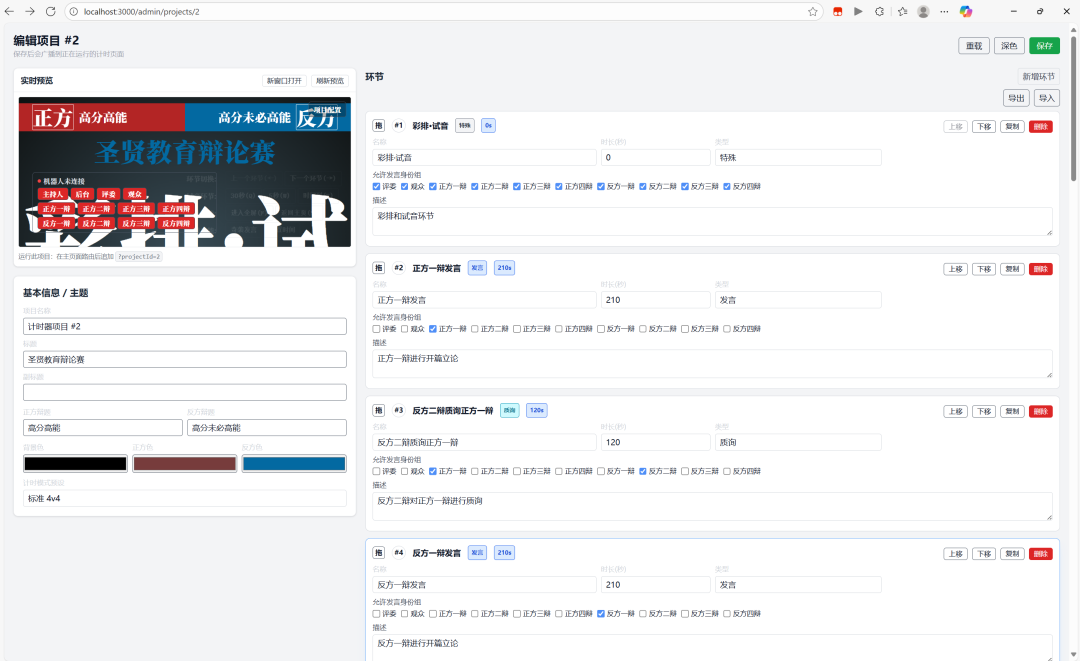 localhost:3000/admin/projects/2
编辑项目 #2
保存后会广播到正在运行的计时页面
重载 深色 保存
实时预览 新窗口打开 刷新预览
正方 高分高能 高分未必高能 反方
项目配置
圣贤教育辩论赛
机器人未连接
主持人 后台 评委 观众
正方一辩 正方二辩 正方三辩 正方四辩
反方一辩 反方二辩 反方三辩 反方四辩
彩排·试
运行此项目：在主页面路由后追加 ?projectId=2
基本信息 / 主题
项目名称
计时器项目 #2
标题
圣贤教育辩论赛
副标题
正方辩题 反方辩题
高分高能 高分未必高能
背景色 正方色 反方色
计时模式预设
标准 4v4
环节
新增环节
导出 导入
拖 #1 彩排·试音 特殊 0s 上移 下移 复制 删除
名称 时长(秒) 类型
彩排·试音 0 特殊
允许发言身份组
评委 观众 正方一辩 正方二辩 正方三辩 正方四辩 反方一辩 反方二辩 反方三辩 反方四辩
描述
彩排和试音环节
拖 #2 正方一辩发言 发言 210s 上移 下移 复制 删除
名称 时长(秒) 类型
正方一辩发言 210 发言
允许发言身份组
评委 观众 正方一辩 正方二辩 正方三辩 正方四辩 反方一辩 反方二辩 反方三辩 反方四辩
描述
正方一辩进行开篇立论
拖 #3 反方二辩质询正方一辩 质询 120s 上移 下移 复制 删除
名称 时长(秒) 类型
反方二辩质询正方一辩 120 质询
允许发言身份组
评委 观众 正方一辩 正方二辩 正方三辩 正方四辩 反方一辩 反方二辩 反方三辩 反方四辩
描述
反方二辩对正方一辩进行质询
拖 #4 反方一辩发言 发言 210s 上移 下移 复制 删除
名称 时长(秒) 类型
反方一辩发言 210 发言
允许发言身份组
评委 观众 正方一辩 正方二辩 正方三辩 正方四辩 反方一辩 反方二辩 反方三辩 反方四辩
描述
反方一辩进行开篇立论